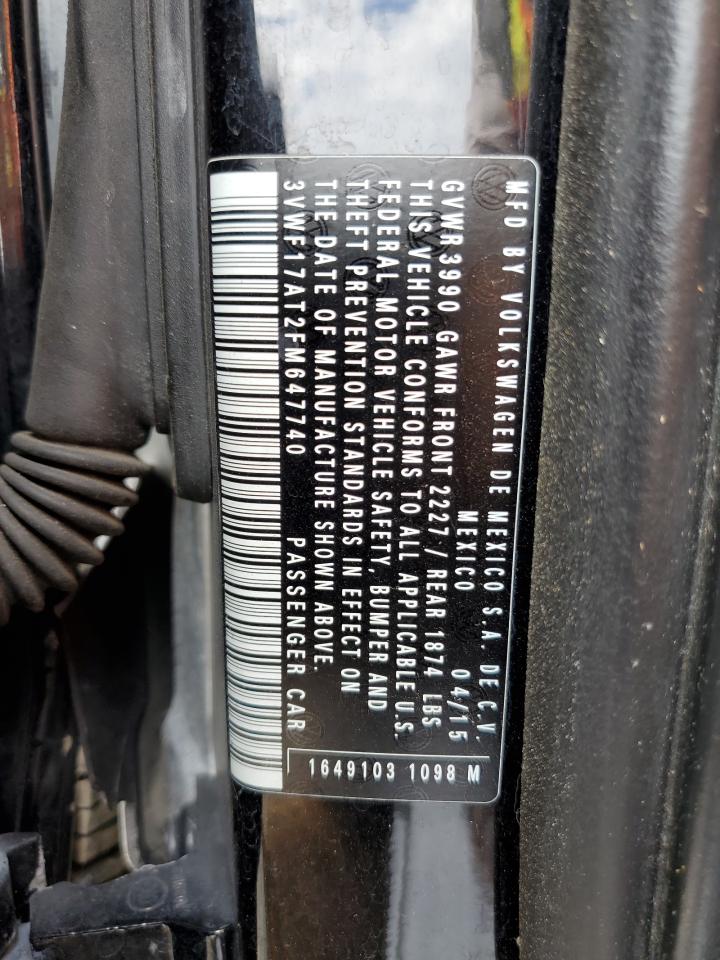 MFD BY VOLKSWAGEN DE MEXICO S.A. DE C.V.
MEXICO 04/15
GVWR 3990 GAWR FRONT 2227 / REAR 1874 LBS
THIS VEHICLE CONFORMS TO ALL APPLICABLE U.S.
FEDERAL MOTOR VEHICLE SAFETY, BUMPER AND
THEFT PREVENTION STANDARDS IN EFFECT ON
THE DATE OF MANUFACTURE SHOWN ABOVE.
3VWF17AT2FM647740 PASSENGER CAR
1649103 1098 M